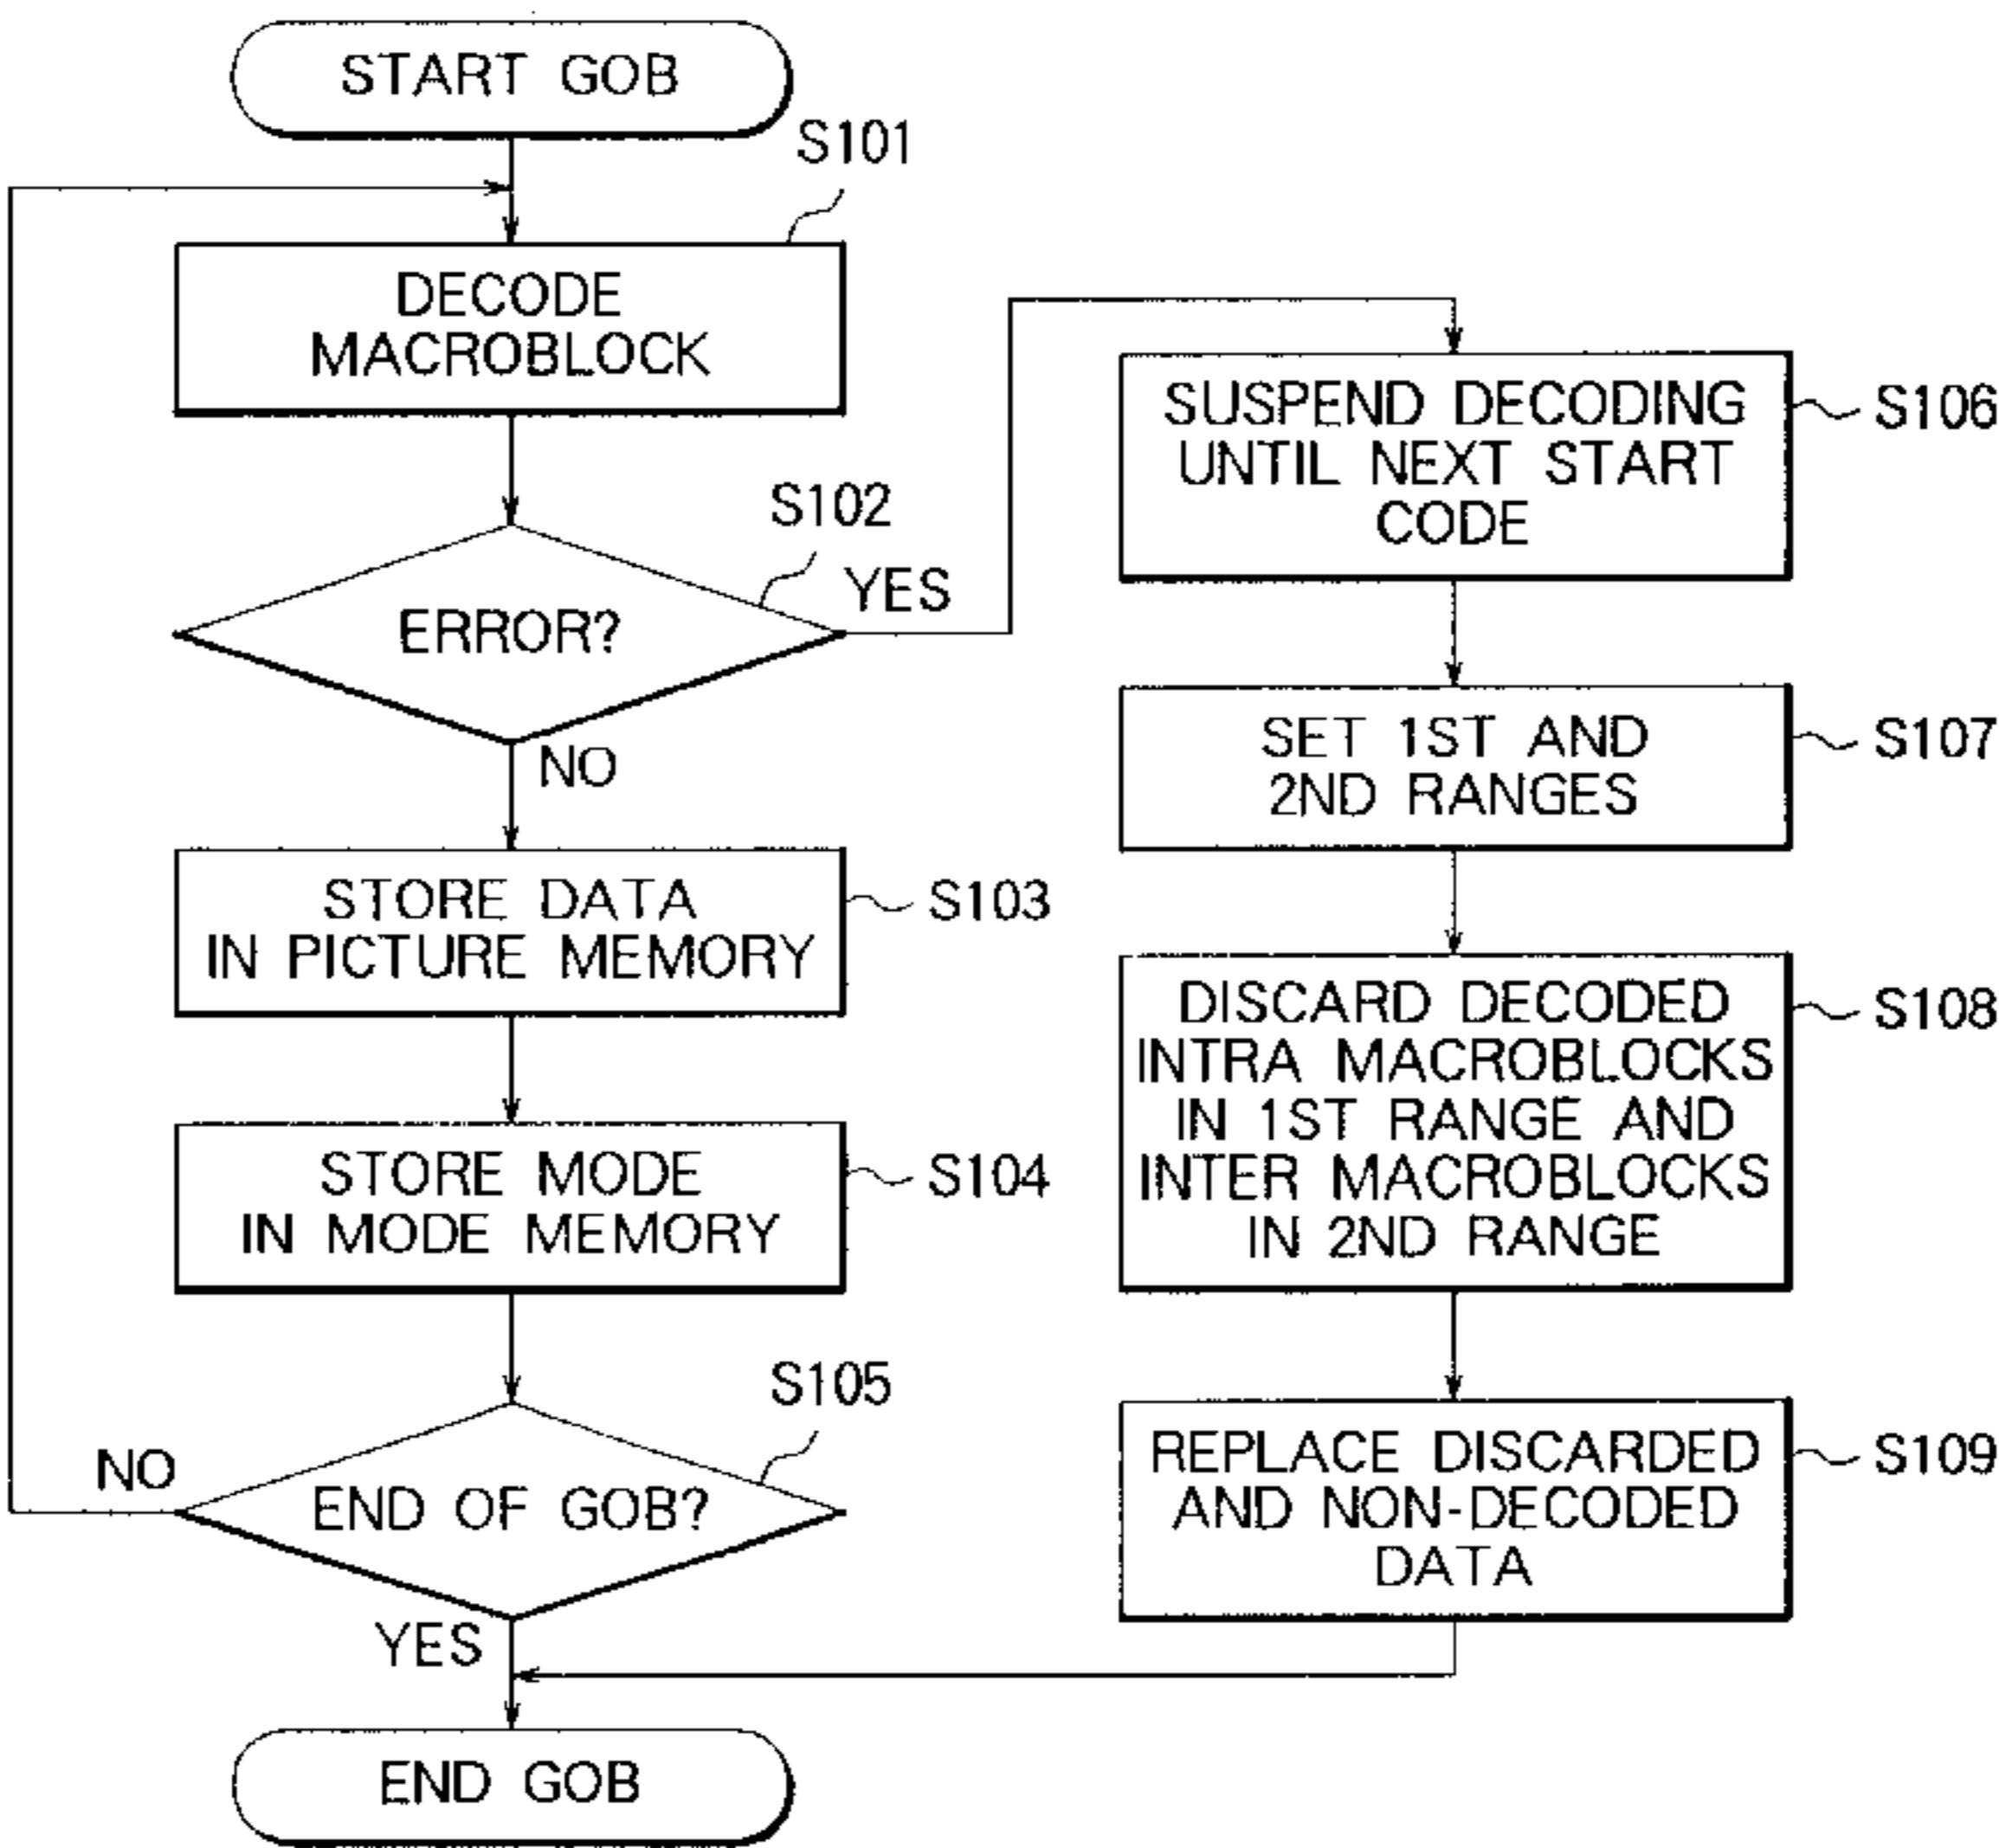 START GOB
S101
DECODE
MACROBLOCK
S102
ERROR?
YES
NO
STORE DATA
IN PICTURE MEMORY
S103
STORE MODE
IN MODE MEMORY
S104
S105
END OF GOB?
NO
YES
END GOB
SUSPEND DECODING
UNTIL NEXT START
CODE
S106
SET 1ST AND
2ND RANGES
S107
DISCARD DECODED
INTRA MACROBLOCKS
IN 1ST RANGE AND
INTER MACROBLOCKS
IN 2ND RANGE
S108
REPLACE DISCARDED
AND NON-DECODED
DATA
S109